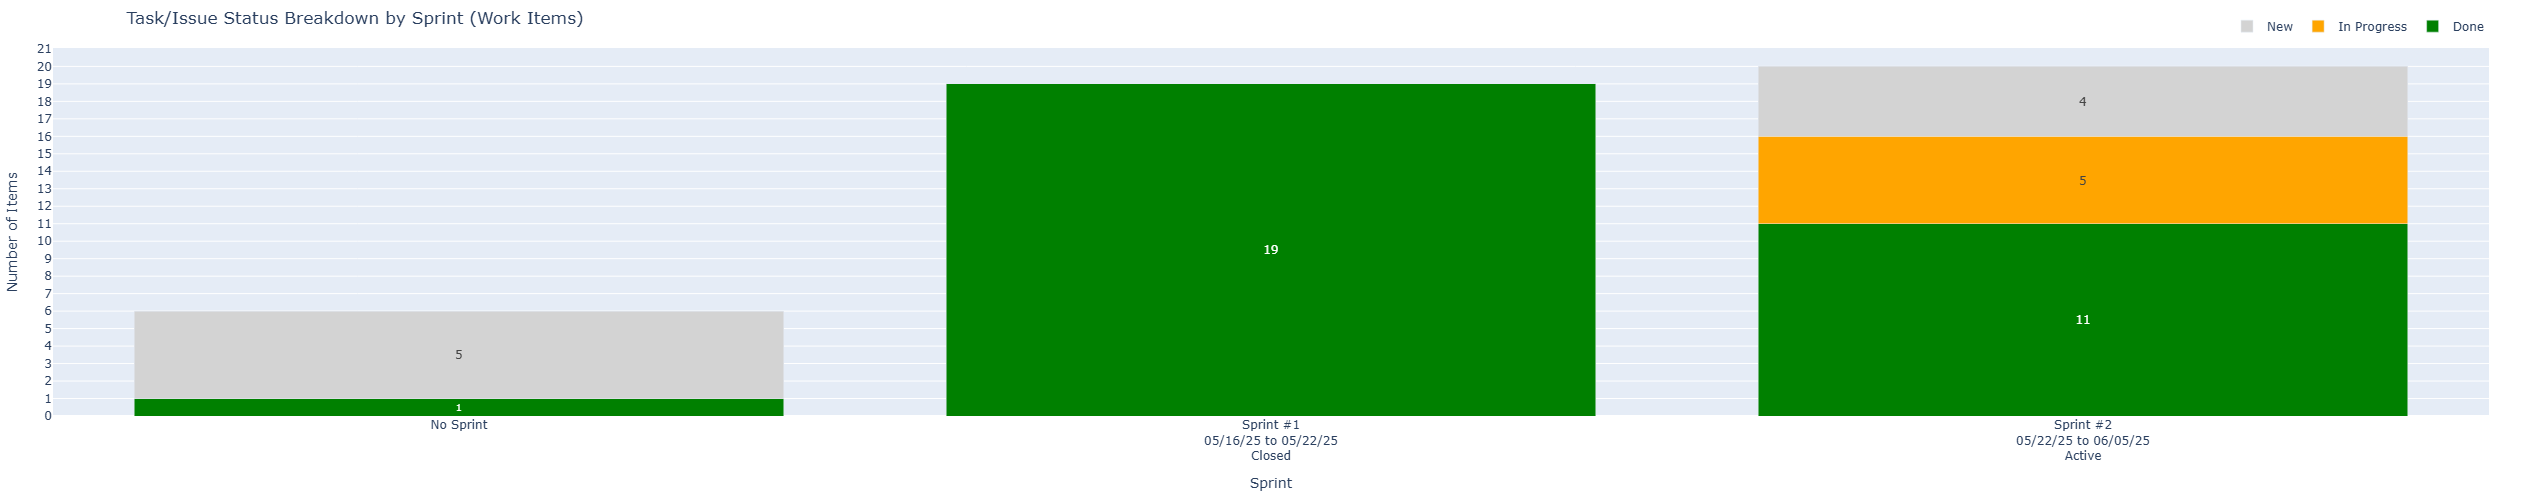 Task/Issue Status Breakdown by Sprint (Work Items)
New
In Progress
Done
21
20
19
18
17
16
15
14
13
12
11
10
9
8
7
6
5
4
3
2
1
0
Number of Items
5
1
19
4
5
11
No Sprint
Sprint #1
05/16/25 to 05/22/25
Closed
Sprint #2
05/22/25 to 06/05/25
Active
Sprint